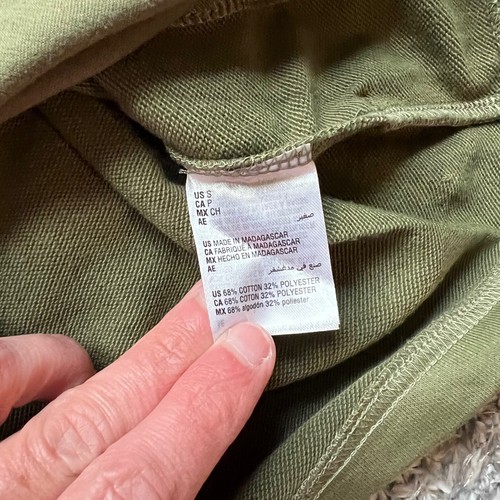 US S
CA P
MX CH
AE صغير
US MADE IN MADAGASCAR
CA FABRIQUÉ À MADAGASCAR
MX HECHO EN MADAGASCAR
AE صنع في مدغشقر
US 68% COTTON 32% POLYESTER
CA 68% COTON 32% POLYESTER
MX 68% algodón 32% poliester